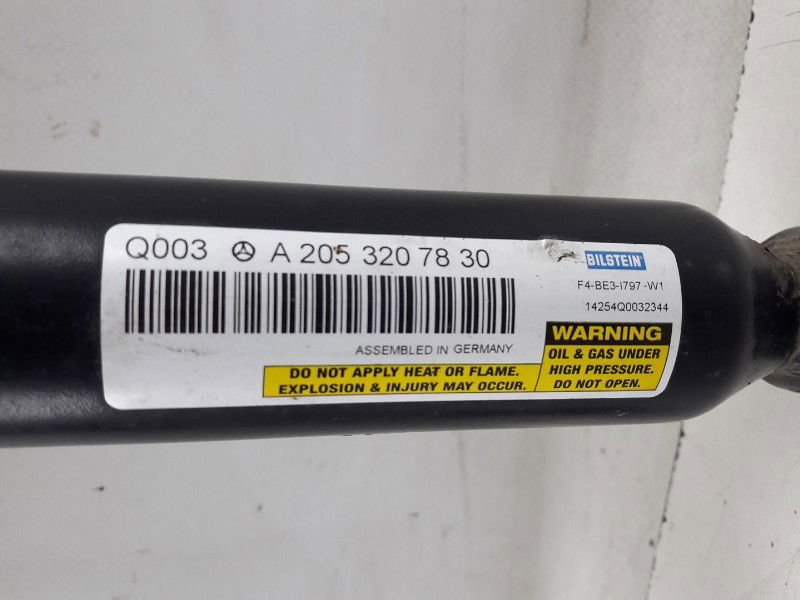 Q003 A 205 320 78 30
BILSTEIN
F4-BE3-I797-W1
14254Q0032344
ASSEMBLED IN GERMANY
DO NOT APPLY HEAT OR FLAME.
EXPLOSION & INJURY MAY OCCUR.
WARNING
OIL & GAS UNDER
HIGH PRESSURE.
DO NOT OPEN.